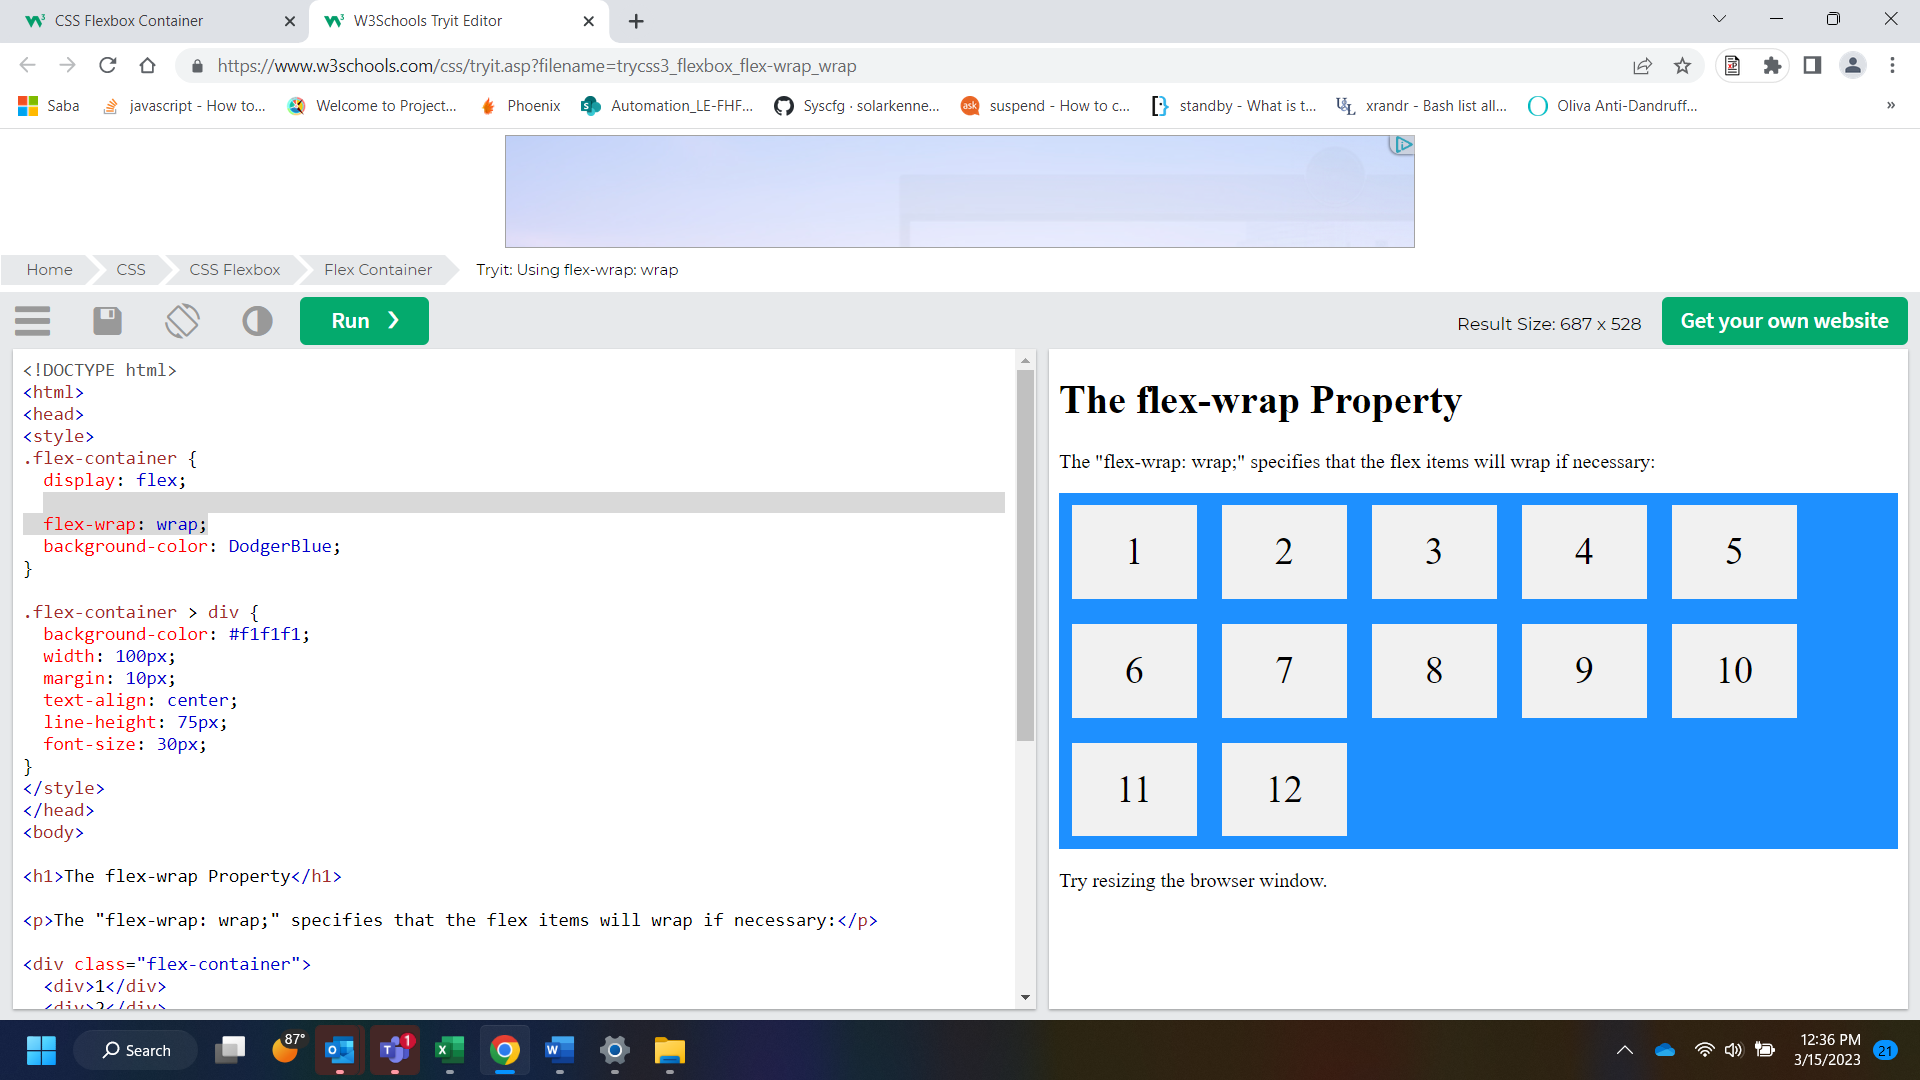 CSS Flexbox Container
W3Schools Tryit Editor
https://www.w3schools.com/css/tryit.asp?filename=trycss3_flexbox_flex-wrap_wrap
Saba
javascript - How to...
Welcome to Project...
Phoenix
Automation_LE-FHF...
Syscfg · solarkenne...
ask
suspend - How to c...
standby - What is t...
U&L
xrandr - Bash list all...
Oliva Anti-Dandruff...
»
Home
CSS
CSS Flexbox
Flex Container
Tryit: Using flex-wrap: wrap
Run ❯
Result Size: 687 x 528
Get your own website
<!DOCTYPE html>
<html>
<head>
<style>
.flex-container {
display: flex;
flex-wrap: wrap;
background-color: DodgerBlue;
}
.flex-container > div {
background-color: #f1f1f1;
width: 100px;
margin: 10px;
text-align: center;
line-height: 75px;
font-size: 30px;
}
</style>
</head>
<body>
<h1>The flex-wrap Property</h1>
<p>The "flex-wrap: wrap;" specifies that the flex items will wrap if necessary:</p>
<div class="flex-container">
<div>1</div>
<div>2</div>
The flex-wrap Property
The "flex-wrap: wrap;" specifies that the flex items will wrap if necessary:
1 2 3 4 5
6 7 8 9 10
11 12
Try resizing the browser window.
Search
87°
1
12:36 PM
3/15/2023
21